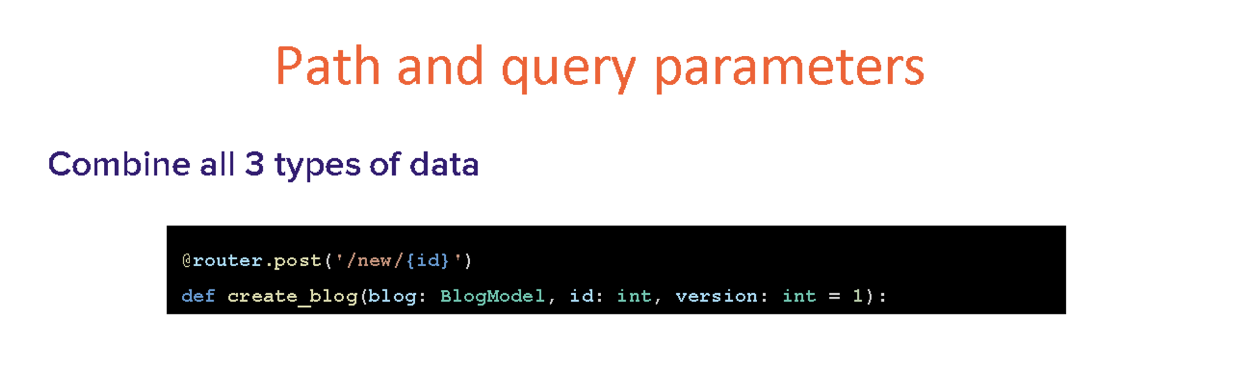 Path and query parameters
Combine all 3 types of data
@router.post('/new/{id}')
def create_blog(blog: BlogModel, id: int, version: int = 1):